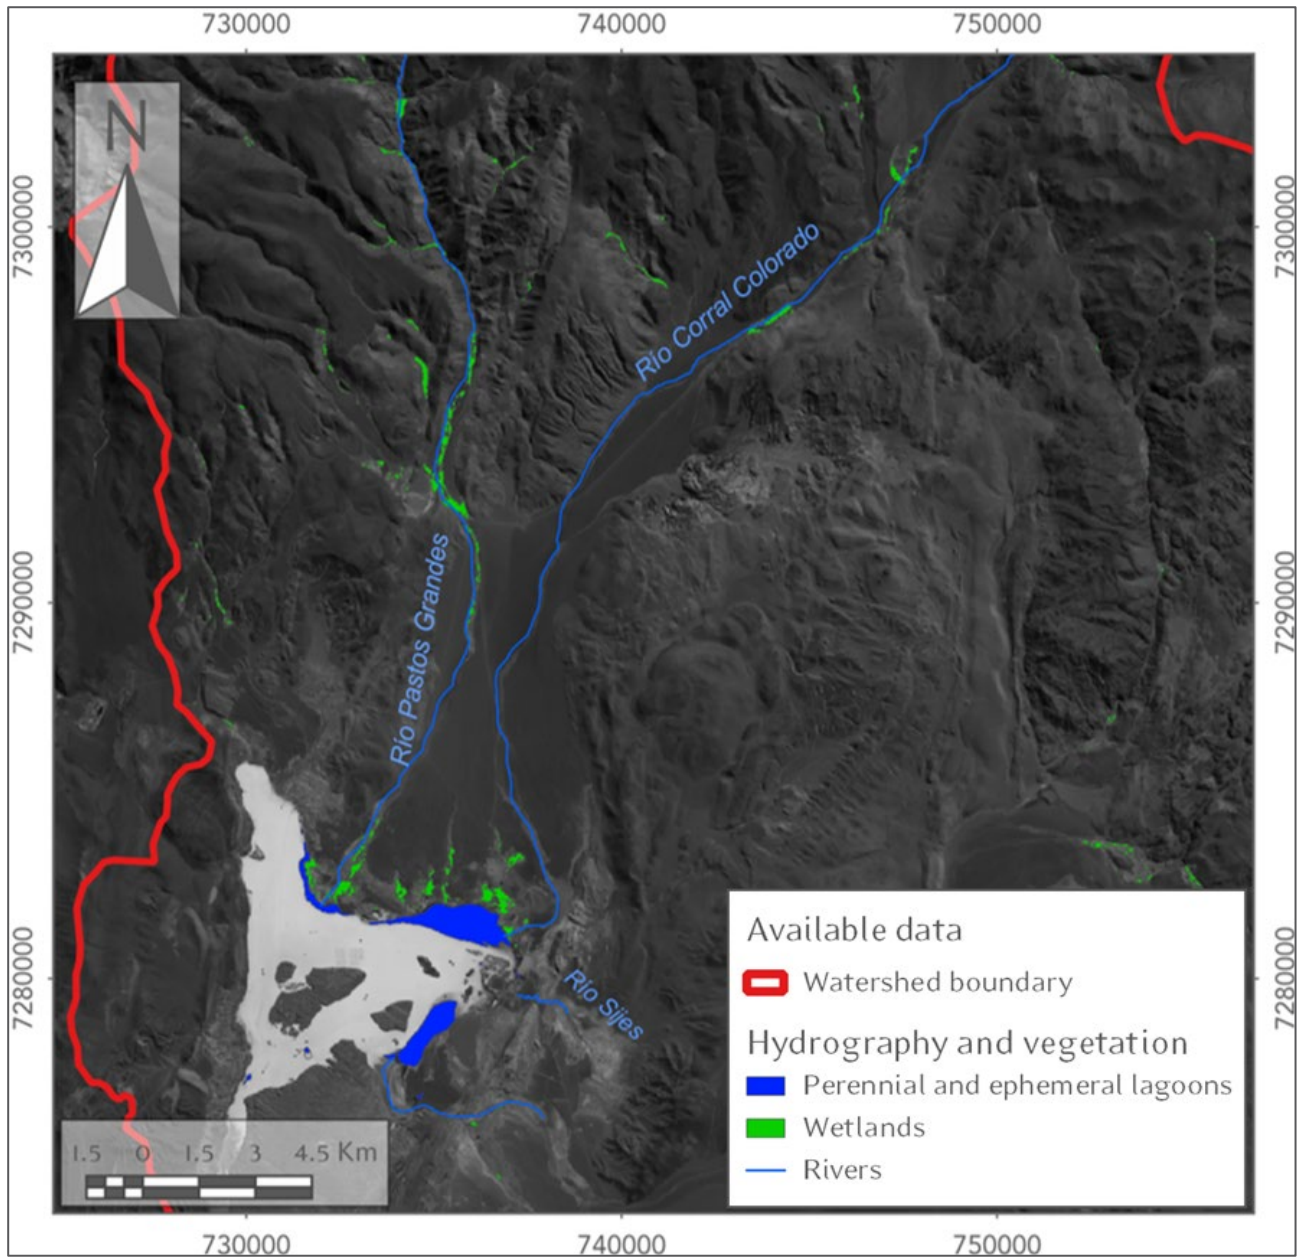 730000 740000 750000
N
7300000 7300000
Río Corral Colorado
Río Pastos Grandes
7290000 7290000
Río Sijes
7280000 7280000
Available data
Watershed boundary
Hydrography and vegetation
Perennial and ephemeral lagoons
Wetlands
Rivers
1.5 0 1.5 3 4.5 Km
730000 740000 750000